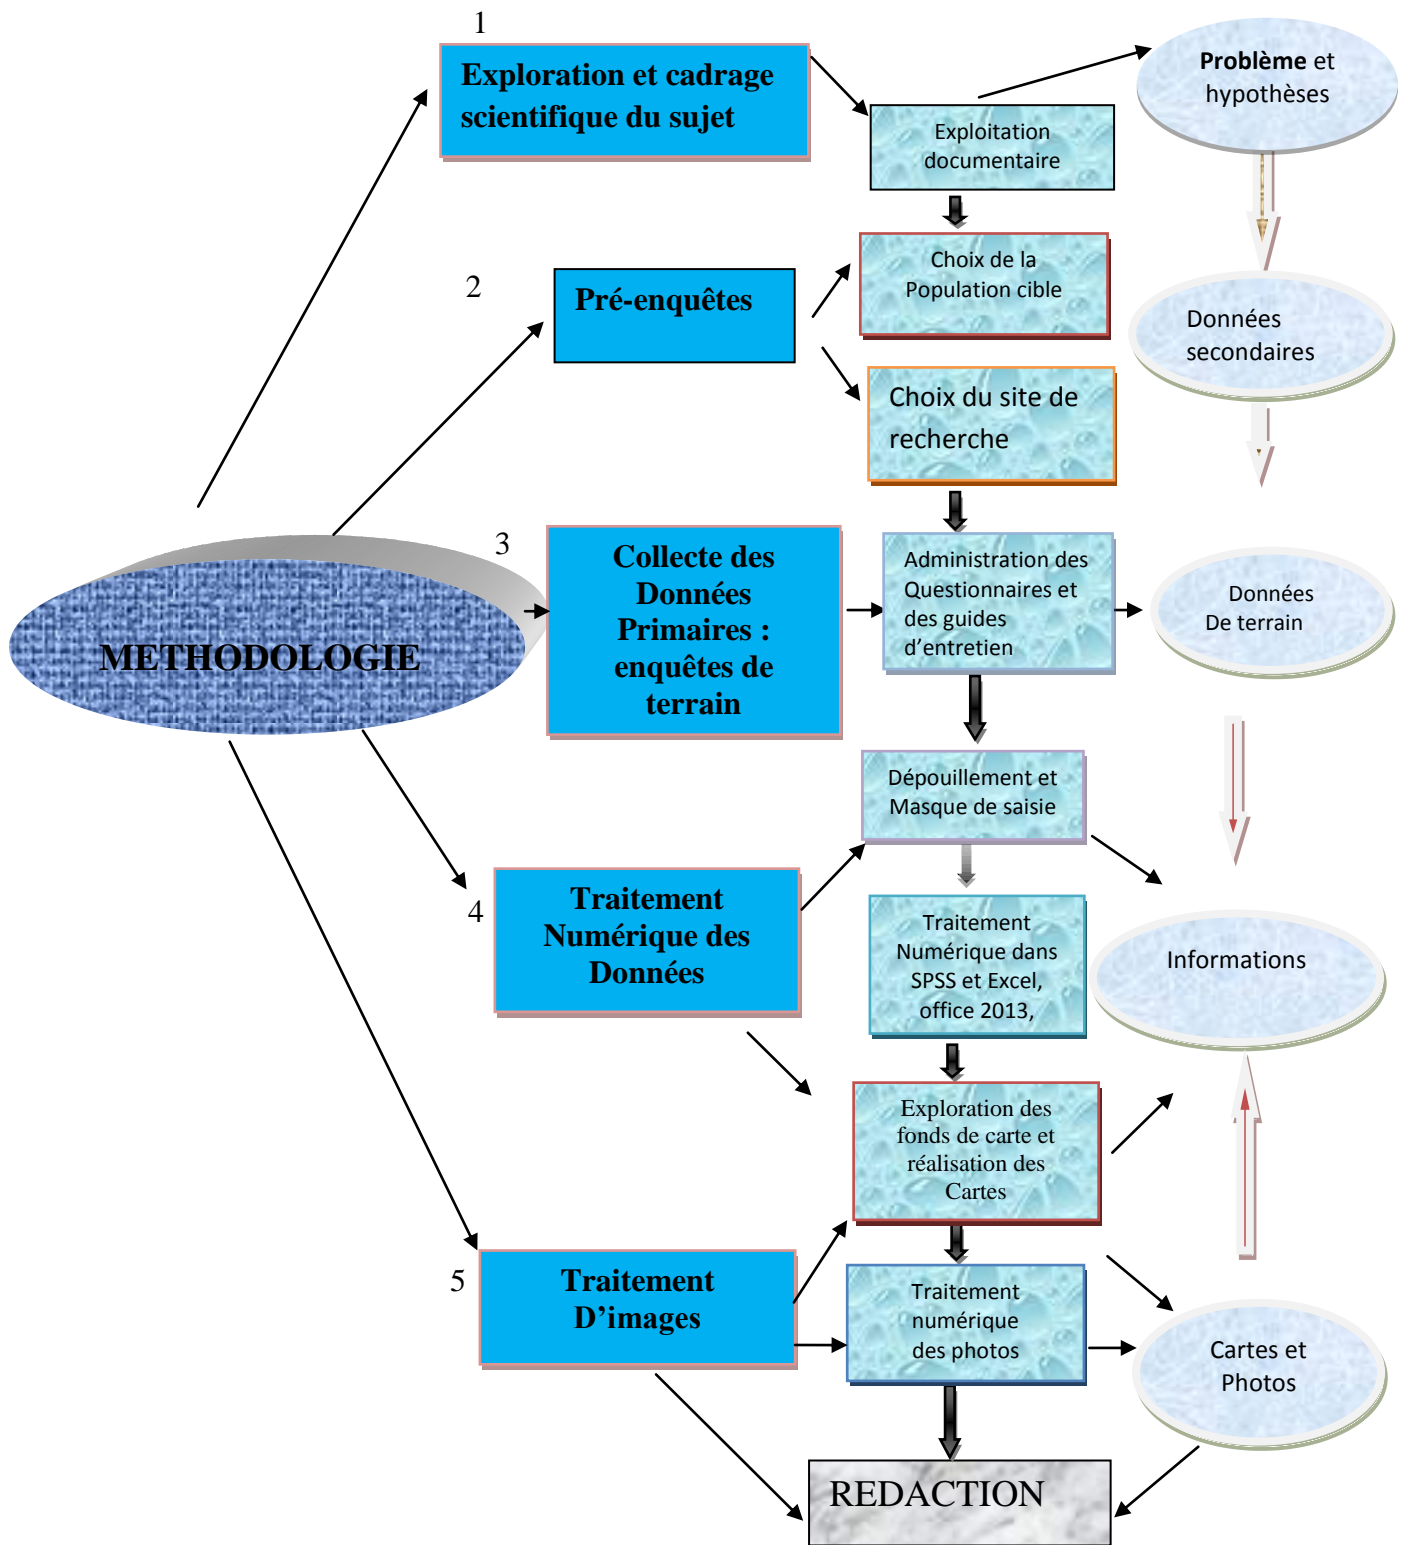 1
Exploration et cadrage
scientifique du sujet
Problème et
hypothèses
Exploitation
documentaire
2
Pré-enquêtes
Choix de la
Population cible
Données
secondaires
Choix du site de
recherche
METHODOLOGIE
3
Collecte des
Données
Primaires :
enquêtes de
terrain
Administration des
Questionnaires et
des guides
d’entretien
Données
De terrain
Dépouillement et
Masque de saisie
4
Traitement
Numérique des
Données
Traitement
Numérique dans
SPSS et Excel,
office 2013,
Informations
Exploration des
fonds de carte et
réalisation des
Cartes
5
Traitement
D’images
Traitement
numérique
des photos
Cartes et
Photos
REDACTION